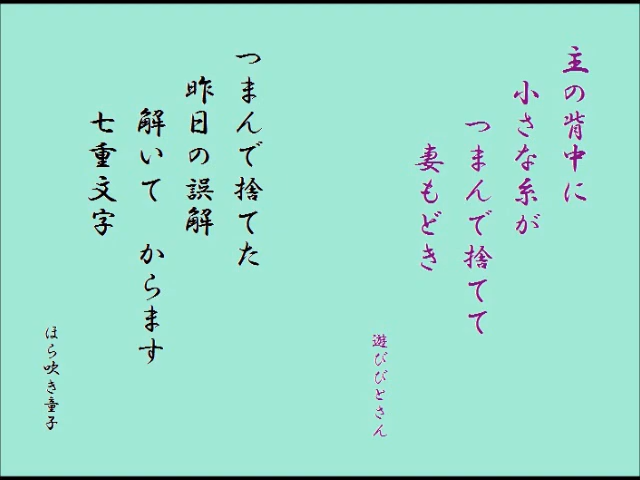 主の背中に
小さな糸が
つまんで捨てて
妻もどき
遊びびとさん
つまんで捨てた
昨日の誤解
解いて　からます
七重文字
ほら吹き童子